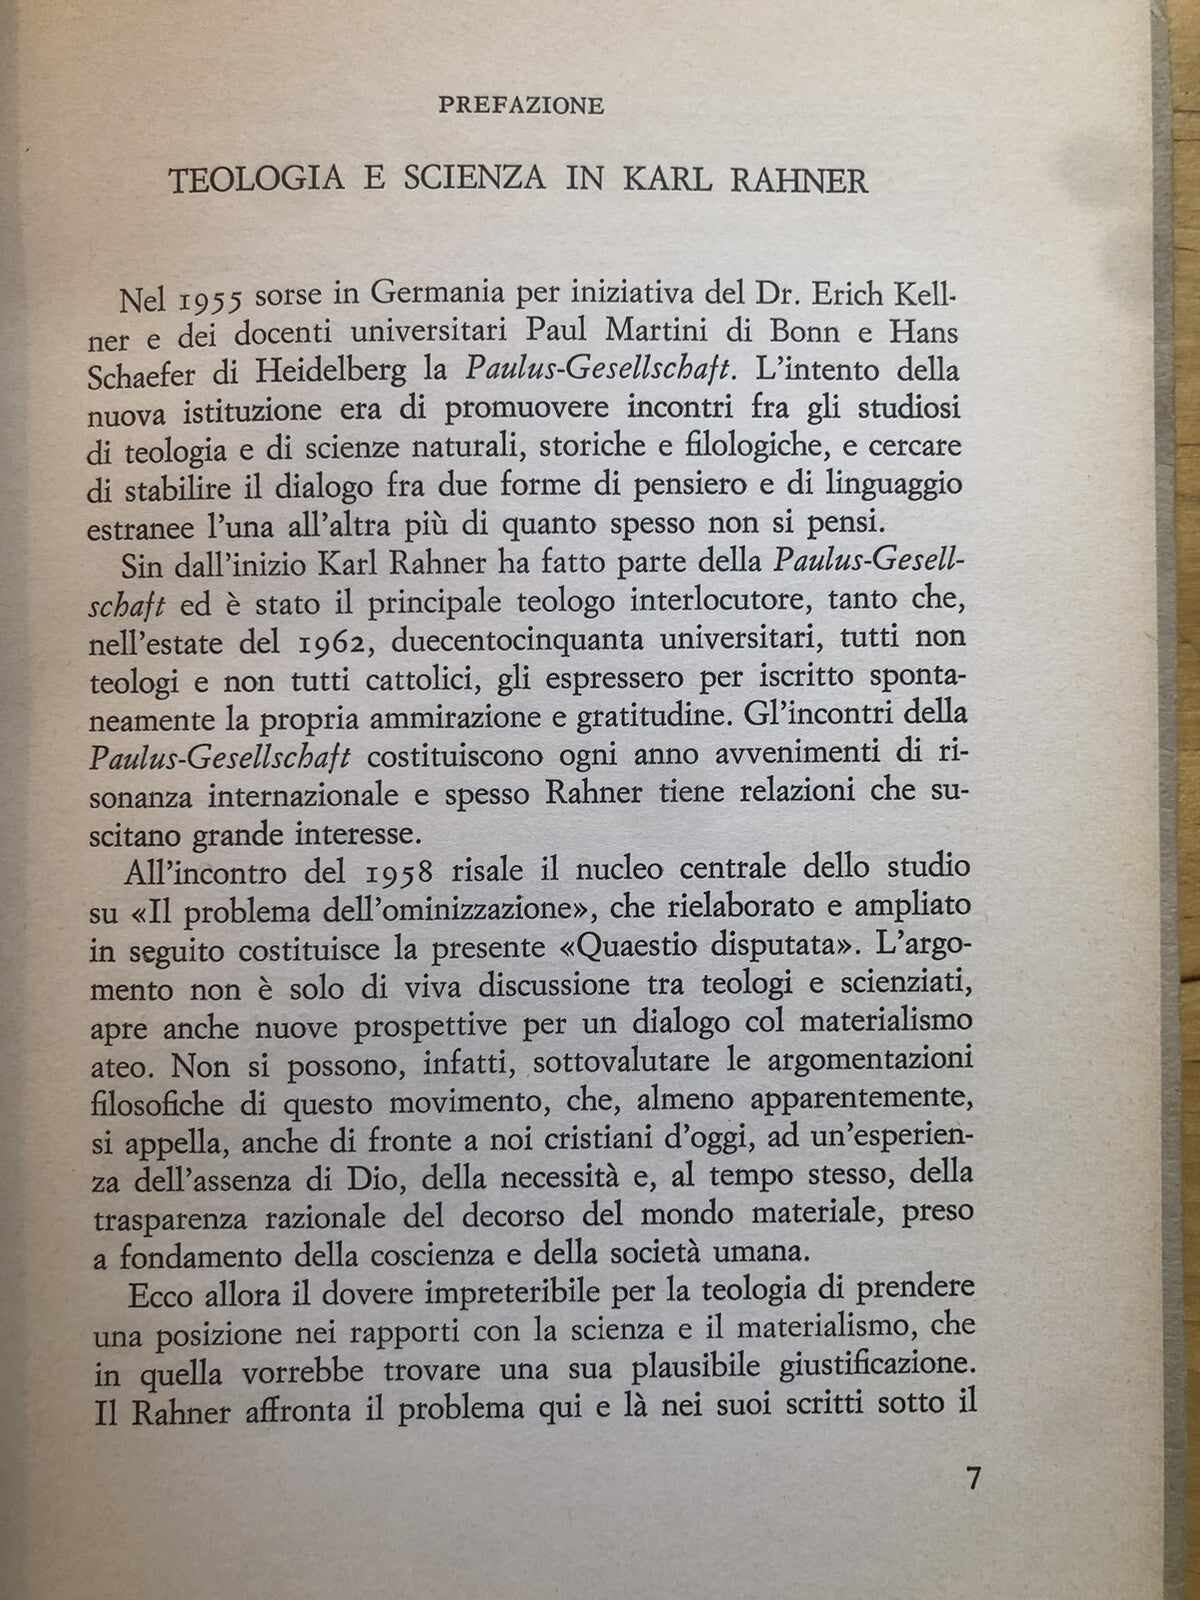 PREFAZIONE
TEOLOGIA E SCIENZA IN KARL RAHNER
Nel 1955 sorse in Germania per iniziativa del Dr. Erich Kell-
ner e dei docenti universitari Paul Martini di Bonn e Hans
Schaefer di Heidelberg la Paulus-Gesellschaft. L'intento della
nuova istituzione era di promuovere incontri fra gli studiosi
di teologia e di scienze naturali, storiche e filologiche, e cercare
di stabilire il dialogo fra due forme di pensiero e di linguaggio
estranee l'una all'altra più di quanto spesso non si pensi.
Sin dall'inizio Karl Rahner ha fatto parte della Paulus-Gesell-
schaft ed è stato il principale teologo interlocutore, tanto che,
nell'estate del 1962, duecentocinquanta universitari, tutti non
teologi e non tutti cattolici, gli espressero per iscritto sponta-
neamente la propria ammirazione e gratitudine. Gl'incontri della
Paulus-Gesellschaft costituiscono ogni anno avvenimenti di ri-
sonanza internazionale e spesso Rahner tiene relazioni che su-
scitano grande interesse.
All'incontro del 1958 risale il nucleo centrale dello studio
su «Il problema dell'ominizzazione», che rielaborato e ampliato
in seguito costituisce la presente «Quaestio disputata». L'argo-
mento non è solo di viva discussione tra teologi e scienziati,
apre anche nuove prospettive per un dialogo col materialismo
ateo. Non si possono, infatti, sottovalutare le argomentazioni
filosofiche di questo movimento, che, almeno apparentemente,
si appella, anche di fronte a noi cristiani d'oggi, ad un'esperien-
za dell'assenza di Dio, della necessità e, al tempo stesso, della
trasparenza razionale del decorso del mondo materiale, preso
a fondamento della coscienza e della società umana.
Ecco allora il dovere impreteribile per la teologia di prendere
una posizione nei rapporti con la scienza e il materialismo, che
in quella vorrebbe trovare una sua plausibile giustificazione.
Il Rahner affronta il problema qui e là nei suoi scritti sotto il
7